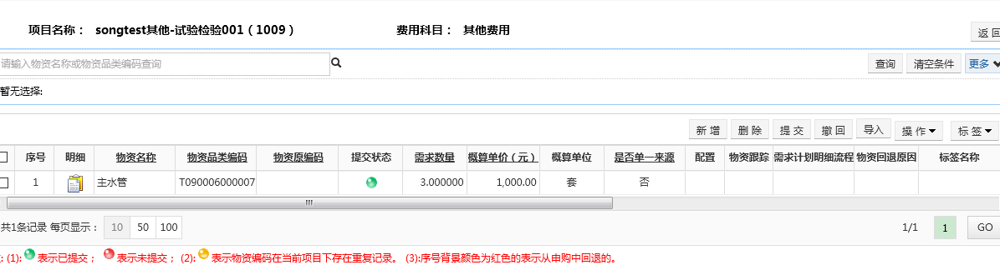 项目名称： songtest其他-试验检验001（1009） 费用科目： 其他费用 返 回
请输入物资名称或物资品类编码查询 查询 清空条件 更多
暂无选择:
新 增 删 除 提 交 撤 回 导入 操 作 标 签
序号 明细 物资名称 物资品类编码 物资原编码 提交状态 需求数量 概算单价（元） 概算单位 是否单一来源 配置 物资跟踪 需求计划明细流程 物资回退原因 标签名称
1 主水管 T090006000007 3.000000 1,000.00 套 否
共1条记录 每页显示： 10 50 100 1/1 1 GO
: (1): 表示已提交； 表示未提交； (2): 表示物资编码在当前项目下存在重复记录。 (3):序号背景颜色为红色的表示从申购中回退的。